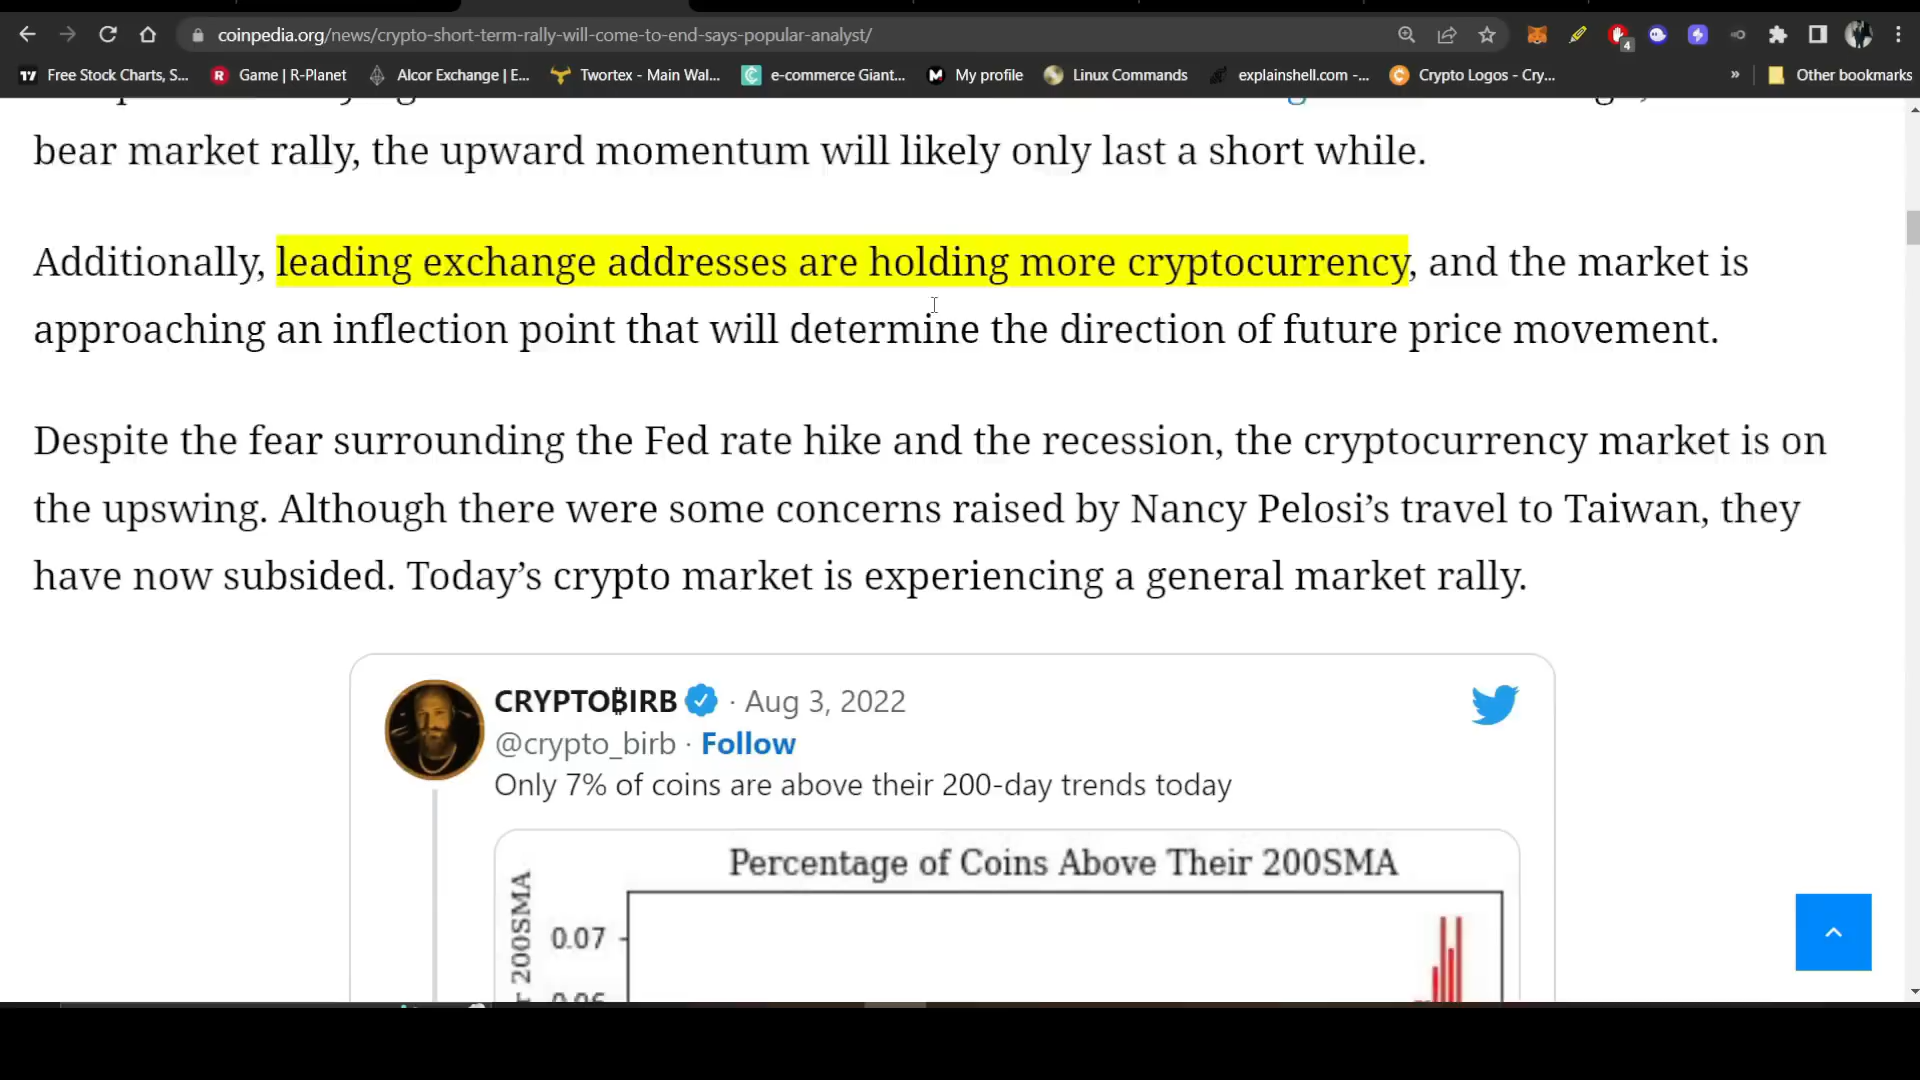 coinpedia.org/news/crypto-short-term-rally-will-come-to-end-says-popular-analyst/
4
Free Stock Charts, S... Game | R-Planet Alcor Exchange | E... Twortex - Main Wal... e-commerce Giant... My profile Linux Commands explainshell.com -... Crypto Logos - Cry... » Other bookmarks
bear market rally, the upward momentum will likely only last a short while.
Additionally, leading exchange addresses are holding more cryptocurrency, and the market is
approaching an inflection point that will determine the direction of future price movement.
Despite the fear surrounding the Fed rate hike and the recession, the cryptocurrency market is on
the upswing. Although there were some concerns raised by Nancy Pelosi’s travel to Taiwan, they
have now subsided. Today’s crypto market is experiencing a general market rally.
CRYPTO₿IRB · Aug 3, 2022
@crypto_birb · Follow
Only 7% of coins are above their 200-day trends today
Percentage of Coins Above Their 200SMA
200SMA
0.07